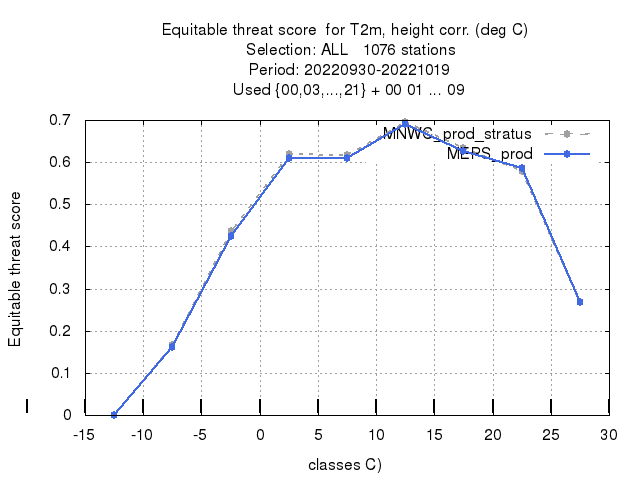 Equitable threat score for T2m, height corr. (deg C)
Selection: ALL 1076 stations
Period: 20220930-20221019
Used {00,03,...,21} + 00 01 ... 09
MNWC_prod_stratus
MEPS_prod
Equitable threat score
0.7
0.6
0.5
0.4
0.3
0.2
0.1
0
-15 -10 -5 0 5 10 15 20 25 30
classes C)